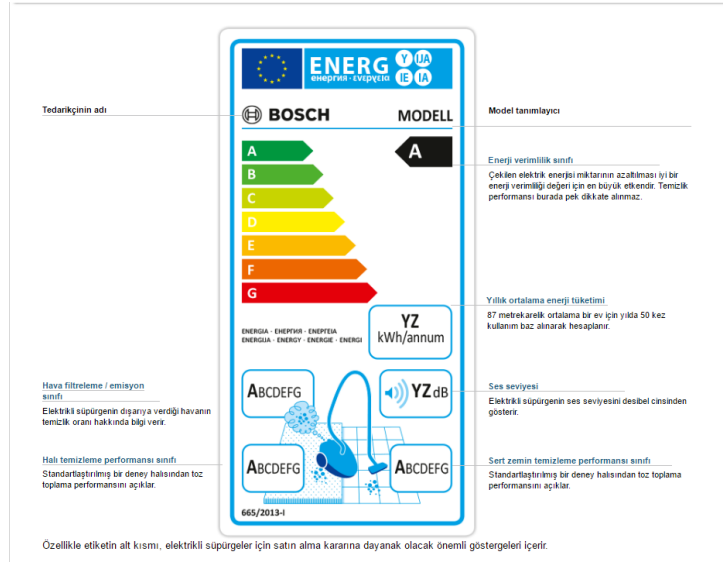 ENERG
енергия · ενεργεια
Y
IJA
IE
IA
Tedarikçinin adı
BOSCH
MODELL
Model tanımlayıcı
A
B
C
D
E
F
G
A
Enerji verimlilik sınıfı
Çekilen elektrik enerjisi miktarının azaltılması iyi bir
enerji verimliliği değeri için en büyük etkendir. Temizlik
performansı burada pek dikkate alınmaz.
Yıllık ortalama enerji tüketimi
87 metrekarelik ortalama bir ev için yılda 50 kez
kullanım baz alınarak hesaplanır.
YZ
kWh/annum
ENERGIA · ЕНЕРГИЯ · ΕΝΕΡΓΕΙΑ
ENERGIJA · ENERGY · ENERGIE · ENERGI
Hava filtreleme / emisyon
sınıfı
Elektrikli süpürgenin dışarıya verdiği havanın
temizlik oranı hakkında bilgi verir.
ABCDEFG
YZ dB
Ses seviyesi
Elektrikli süpürgenin ses seviyesini desibel cinsinden
gösterir.
Halı temizleme performansı sınıfı
Standartlaştırılmış bir deney halısından toz
toplama performansını açıklar.
ABCDEFG
ABCDEFG
Sert zemin temizleme performansı sınıfı
Standartlaştırılmış bir deney halısından toz toplama
performansını açıklar.
665/2013-I
Özellikle etiketin alt kısmı, elektrikli süpürgeler için satın alma kararına dayanak olacak önemli göstergeleri içerir.